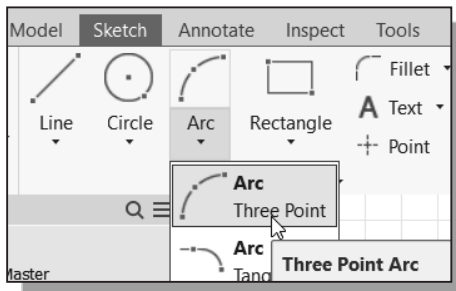 Model Sketch Annotate Inspect Tools
Line Circle Arc Rectangle
Fillet
A Text
Point
Arc
Three Point
Arc
Tang
Three Point Arc
Master